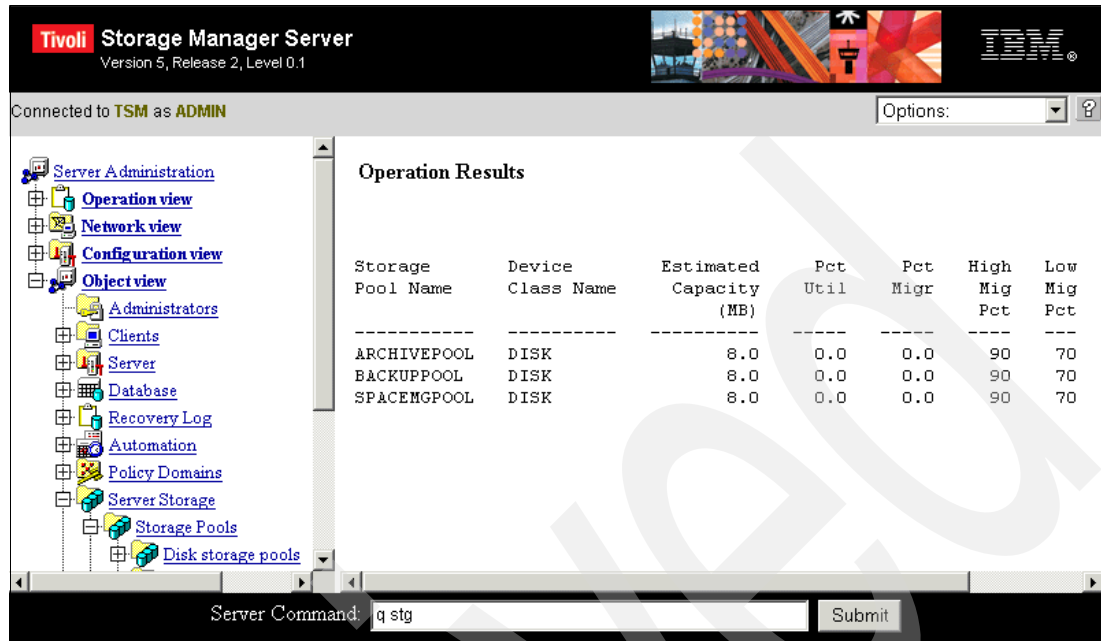 Tivoli Storage Manager Server
Version 5, Release 2, Level 0.1
IBM®
Connected to TSM as ADMIN
Options:
?
Server Administration
Operation view
Network view
Configuration view
Object view
Administrators
Clients
Server
Database
Recovery Log
Automation
Policy Domains
Server Storage
Storage Pools
Disk storage pools
Operation Results
Storage Device Estimated Pct Pct High Low
Pool Name Class Name Capacity Util Migr Mig Mig
(MB) Pct Pct
----------- ---------- ---------- ----- ----- ---- ---
ARCHIVEPOOL DISK 8.0 0.0 0.0 90 70
BACKUPPOOL DISK 8.0 0.0 0.0 90 70
SPACEMGPOOL DISK 8.0 0.0 0.0 90 70
Server Command: q stg Submit